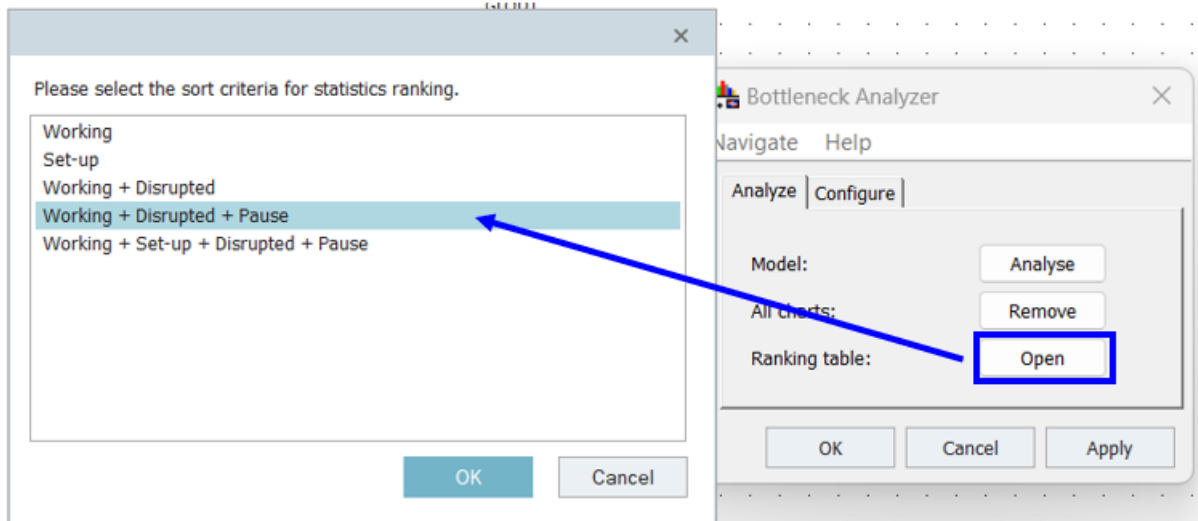 Please select the sort criteria for statistics ranking.
Working
Set-up
Working + Disrupted
Working + Disrupted + Pause
Working + Set-up + Disrupted + Pause
OK
Cancel
Bottleneck Analyzer
Navigate Help
Analyze Configure
Model: Analyse
All charts: Remove
Ranking table: Open
OK Cancel Apply